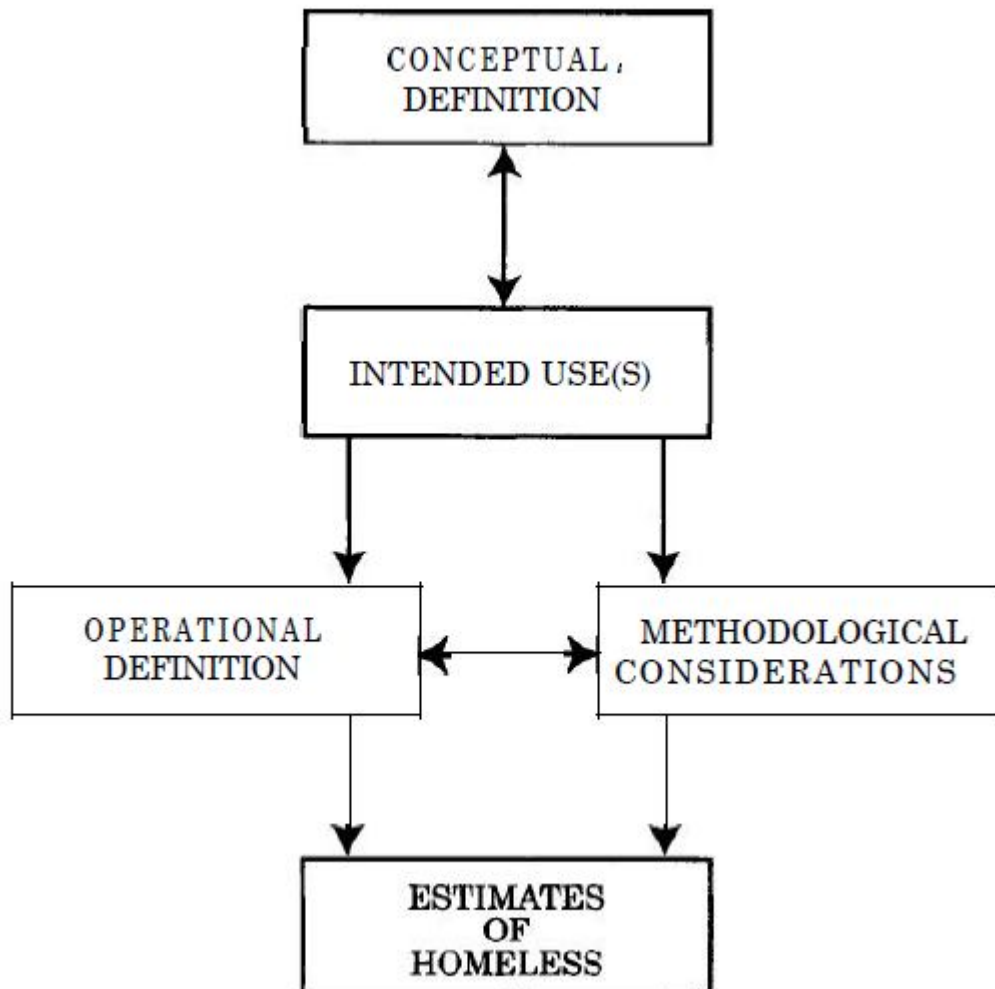 CONCEPTUAL,
DEFINITION
INTENDED USE(S)
OPERATIONAL
DEFINITION
METHODOLOGICAL
CONSIDERATIONS
ESTIMATES
OF
HOMELESS